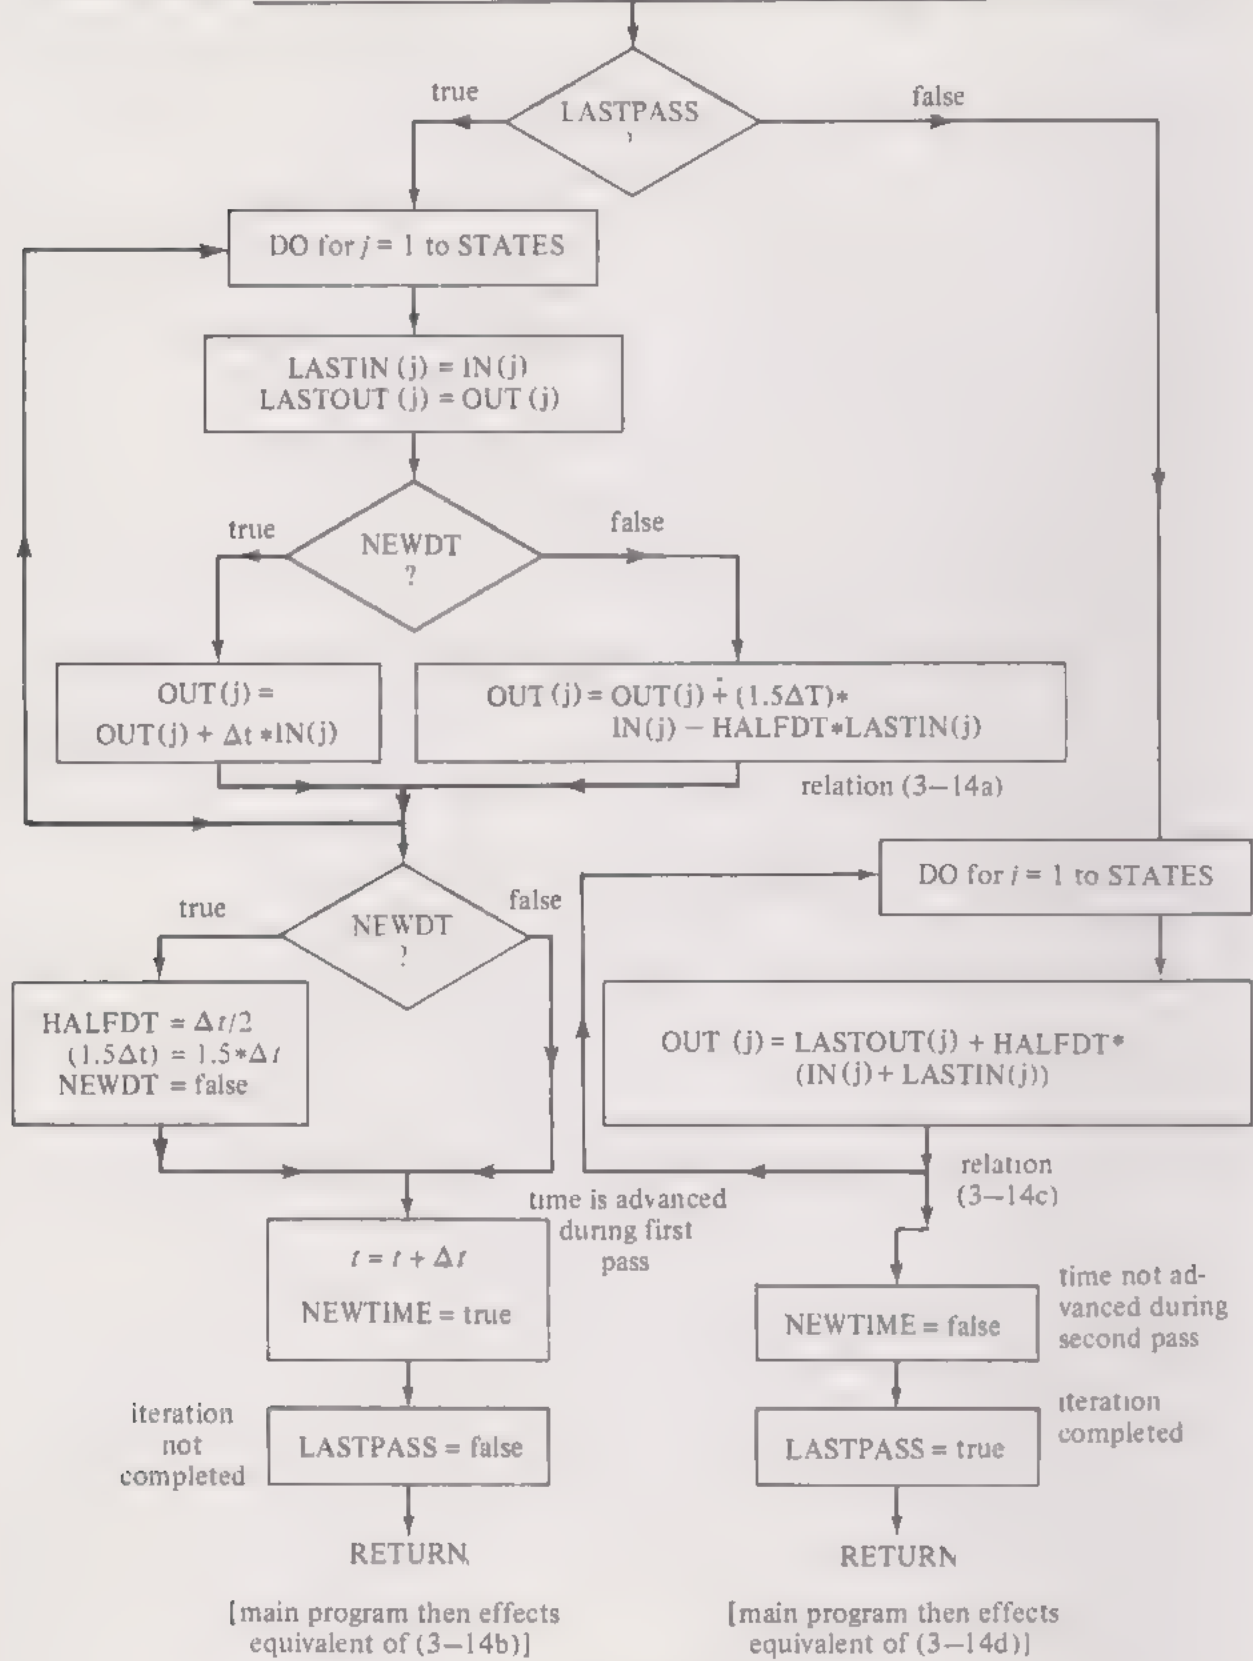 LASTPASS
?
true
false
DO for j = 1 to STATES
LASTIN (j) = IN(j)
LASTOUT (j) = OUT (j)
NEWDT
?
true
false
OUT(j) =
OUT(j) + Δt *IN(j)
OUT (j) = OUT(j) + (1.5ΔT)*
IN(j) − HALFDT*LASTIN(j)
relation (3–14a)
NEWDT
?
true
false
HALFDT = Δt/2
(1.5Δt) = 1.5*Δt
NEWDT = false
t = t + Δt
NEWTIME = true
time is advanced
during first
pass
iteration
not
completed
LASTPASS = false
RETURN
[main program then effects
equivalent of (3–14b)]
DO for i = 1 to STATES
OUT (j) = LASTOUT(j) + HALFDT*
(IN(j) + LASTIN(j))
relation
(3–14c)
NEWTIME = false
time not ad-
vanced during
second pass
LASTPASS = true
iteration
completed
RETURN
[main program then effects
equivalent of (3–14d)]